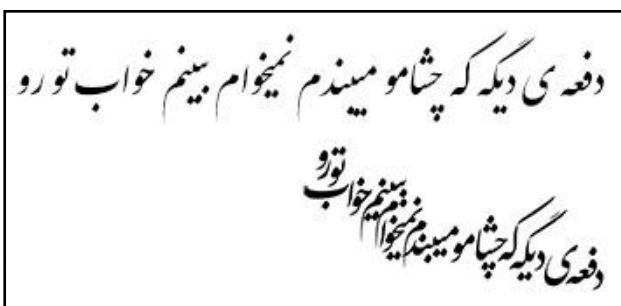 دفعه ی دیگه که چشامو میبندم نمیخوام ببینم خواب تو رو
دفعه ی دیگه که چشامو میبندم نمیخوام ببینم خواب تو رو